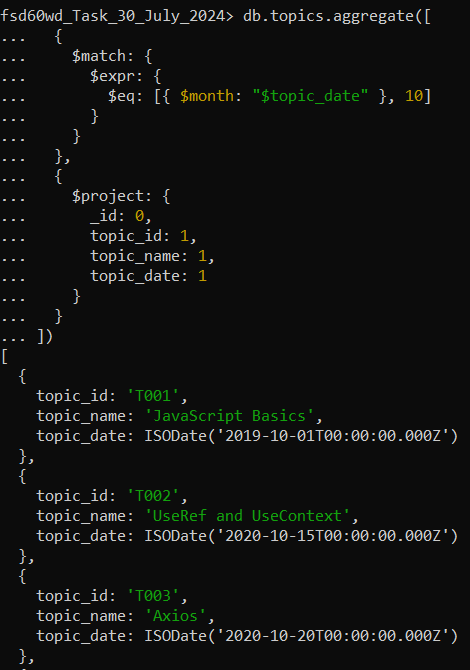 fsd60wd_Task_30_July_2024> db.topics.aggregate([
...   {
...     $match: {
...       $expr: {
...         $eq: [{ $month: "$topic_date" }, 10]
...       }
...     }
...   },
...   {
...     $project: {
...       _id: 0,
...       topic_id: 1,
...       topic_name: 1,
...       topic_date: 1
...     }
...   }
... ])
[
  {
    topic_id: 'T001',
    topic_name: 'JavaScript Basics',
    topic_date: ISODate('2019-10-01T00:00:00.000Z')
  },
  {
    topic_id: 'T002',
    topic_name: 'UseRef and UseContext',
    topic_date: ISODate('2020-10-15T00:00:00.000Z')
  },
  {
    topic_id: 'T003',
    topic_name: 'Axios',
    topic_date: ISODate('2020-10-20T00:00:00.000Z')
  },